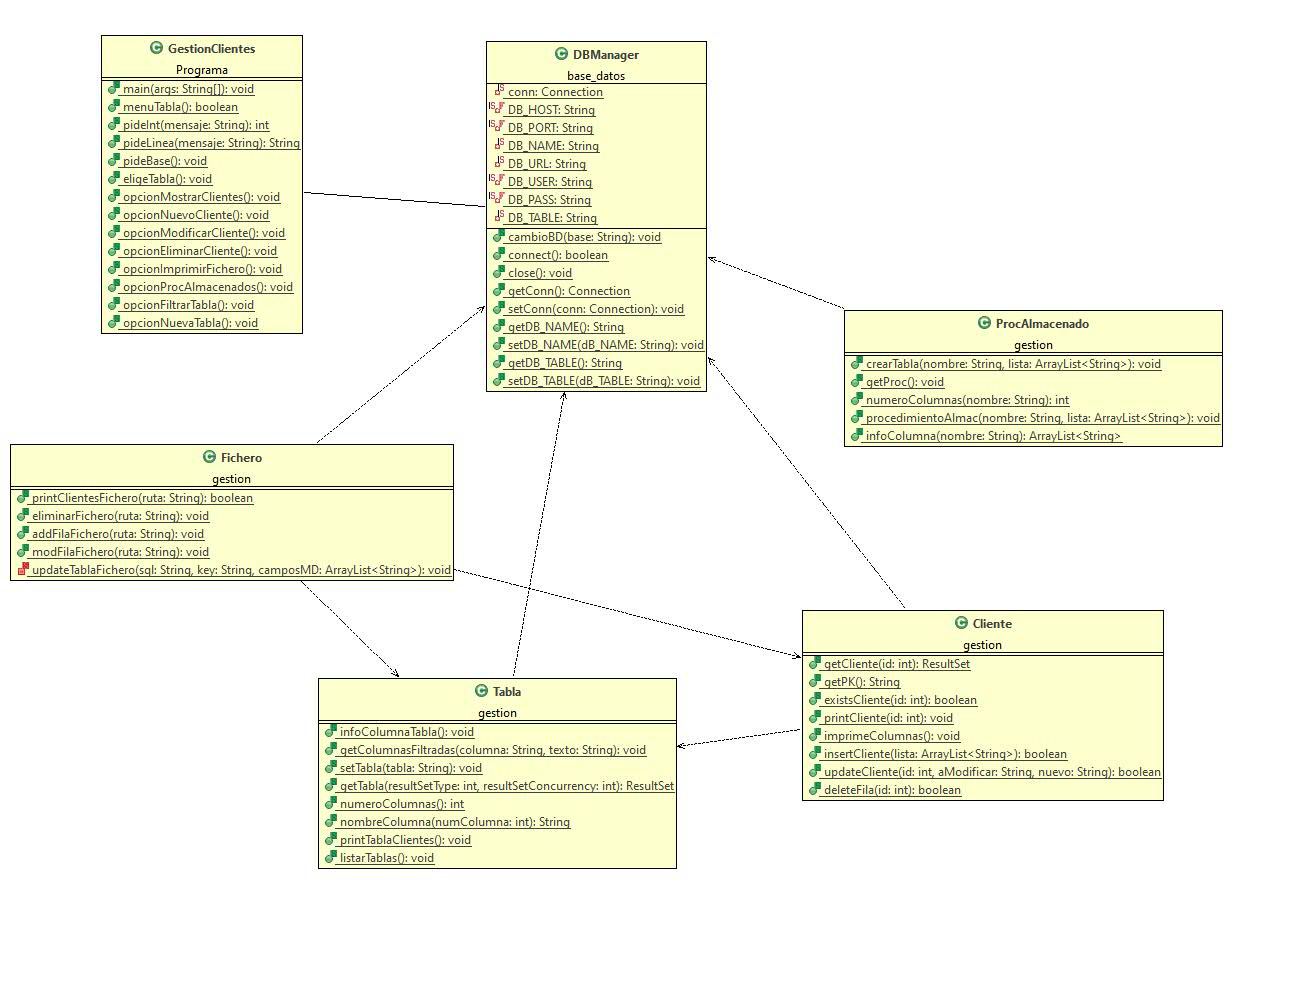 GestionClientes
Programa
main(args: String[]): void
menuTabla(): boolean
pideInt(mensaje: String): int
pideLinea(mensaje: String): String
pideBase(): void
eligeTabla(): void
opcionMostrarClientes(): void
opcionNuevoCliente(): void
opcionModificarCliente(): void
opcionEliminarCliente(): void
opcionImprimirFichero(): void
opcionProcAlmacenados(): void
opcionFiltrarTabla(): void
opcionNuevaTabla(): void
DBManager
base_datos
conn: Connection
DB_HOST: String
DB_PORT: String
DB_NAME: String
DB_URL: String
DB_USER: String
DB_PASS: String
DB_TABLE: String
cambioBD(base: String): void
connect(): boolean
close(): void
getConn(): Connection
setConn(conn: Connection): void
getDB_NAME(): String
setDB_NAME(dB_NAME: String): void
getDB_TABLE(): String
setDB_TABLE(dB_TABLE: String): void
ProcAlmacenado
gestion
crearTabla(nombre: String, lista: ArrayList<String>): void
getProc(): void
numeroColumnas(nombre: String): int
procedimientoAlmac(nombre: String, lista: ArrayList<String>): void
infoColumna(nombre: String): ArrayList<String>
Fichero
gestion
printClientesFichero(ruta: String): boolean
eliminarFichero(ruta: String): void
addFilaFichero(ruta: String): void
modFilaFichero(ruta: String): void
updateTablaFichero(sql: String, key: String, camposMD: ArrayList<String>): void
Cliente
gestion
getCliente(id: int): ResultSet
getPK(): String
existsCliente(id: int): boolean
printCliente(id: int): void
imprimeColumnas(): void
insertCliente(lista: ArrayList<String>): boolean
updateCliente(id: int, aModificar: String, nuevo: String): boolean
deleteFila(id: int): boolean
Tabla
gestion
infoColumnaTabla(): void
getColumnasFiltradas(columna: String, texto: String): void
setTabla(tabla: String): void
getTabla(resultSetType: int, resultSetConcurrency: int): ResultSet
numeroColumnas(): int
nombreColumna(numColumna: int): String
printTablaClientes(): void
listarTablas(): void